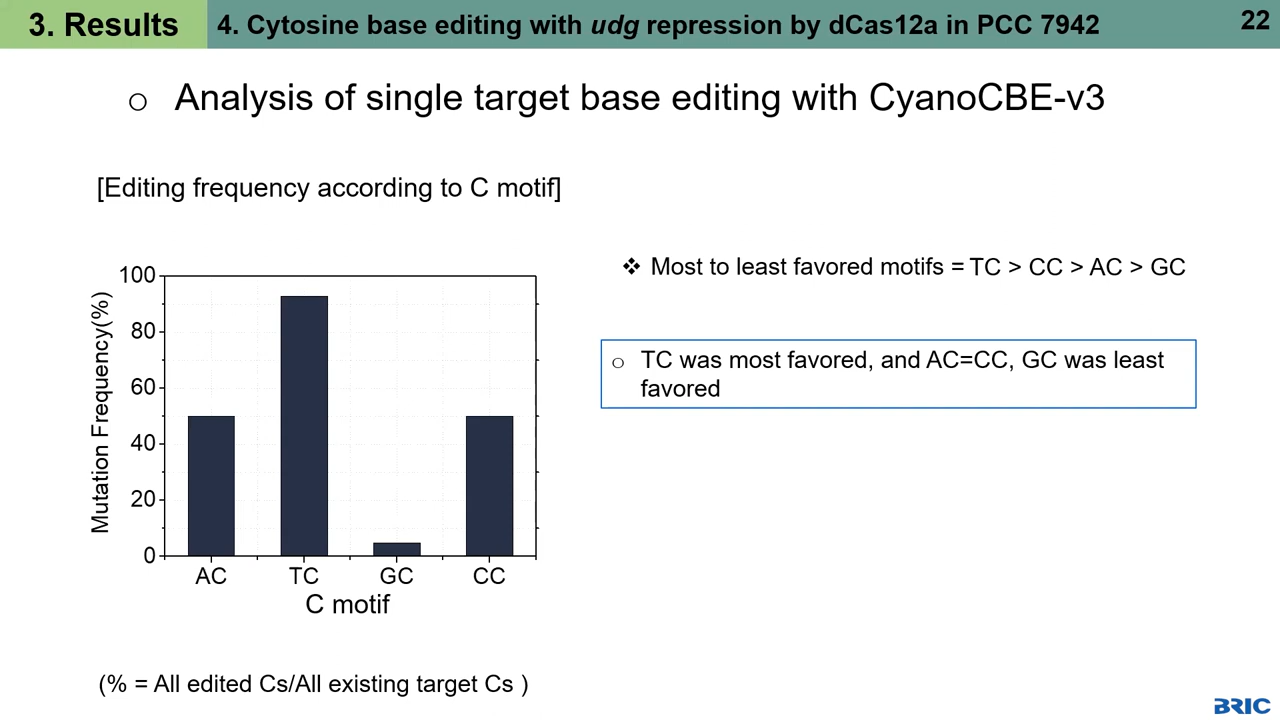 3. Results
4. Cytosine base editing with udg repression by dCas12a in PCC 7942
22
○ Analysis of single target base editing with CyanoCBE-v3
[Editing frequency according to C motif]
Mutation Frequency(%)
100
80
60
40
20
0
AC TC GC CC
C motif
(% = All edited Cs/All existing target Cs )
❖ Most to least favored motifs = TC > CC > AC > GC
○ TC was most favored, and AC=CC, GC was least
favored
BRIC